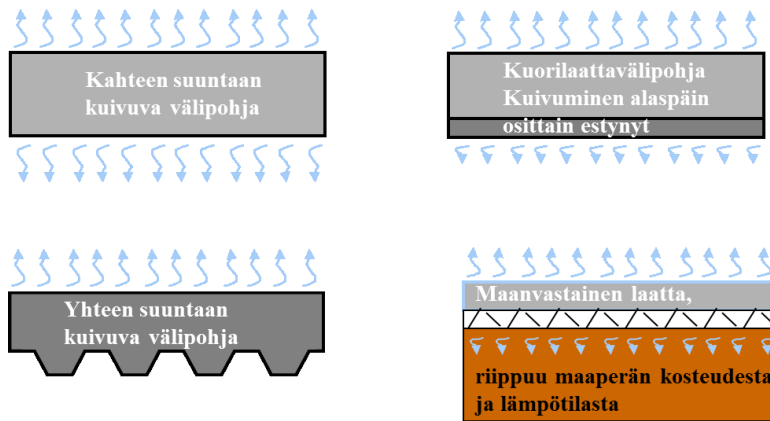 Kahteen suuntaan
kuivuva välipohja
Kuorilaattavälipohja
Kuivuminen alaspäin
osittain estynyt
Yhteen suuntaan
kuivuva välipohja
Maanvastainen laatta,
riippuu maaperän kosteudesta
ja lämpötilasta